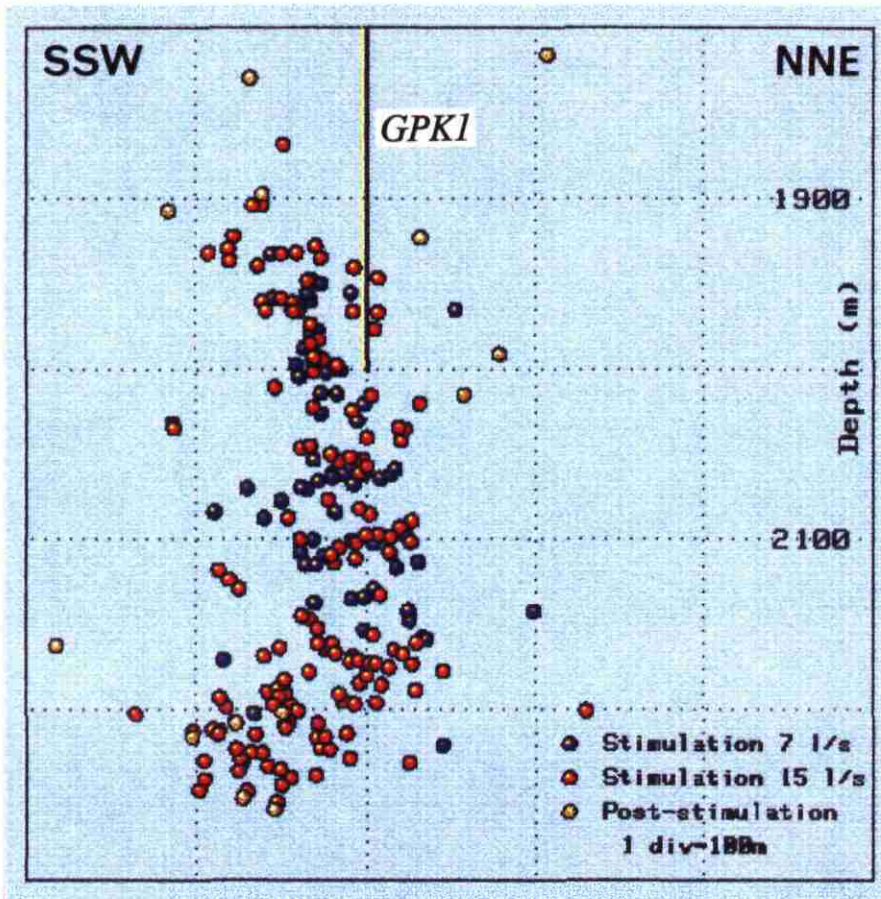 SSW NNE
GPK1
1900
Depth (m)
2100
Stimulation 7 l/s
Stimulation 15 l/s
Post-stimulation
1 div=100m